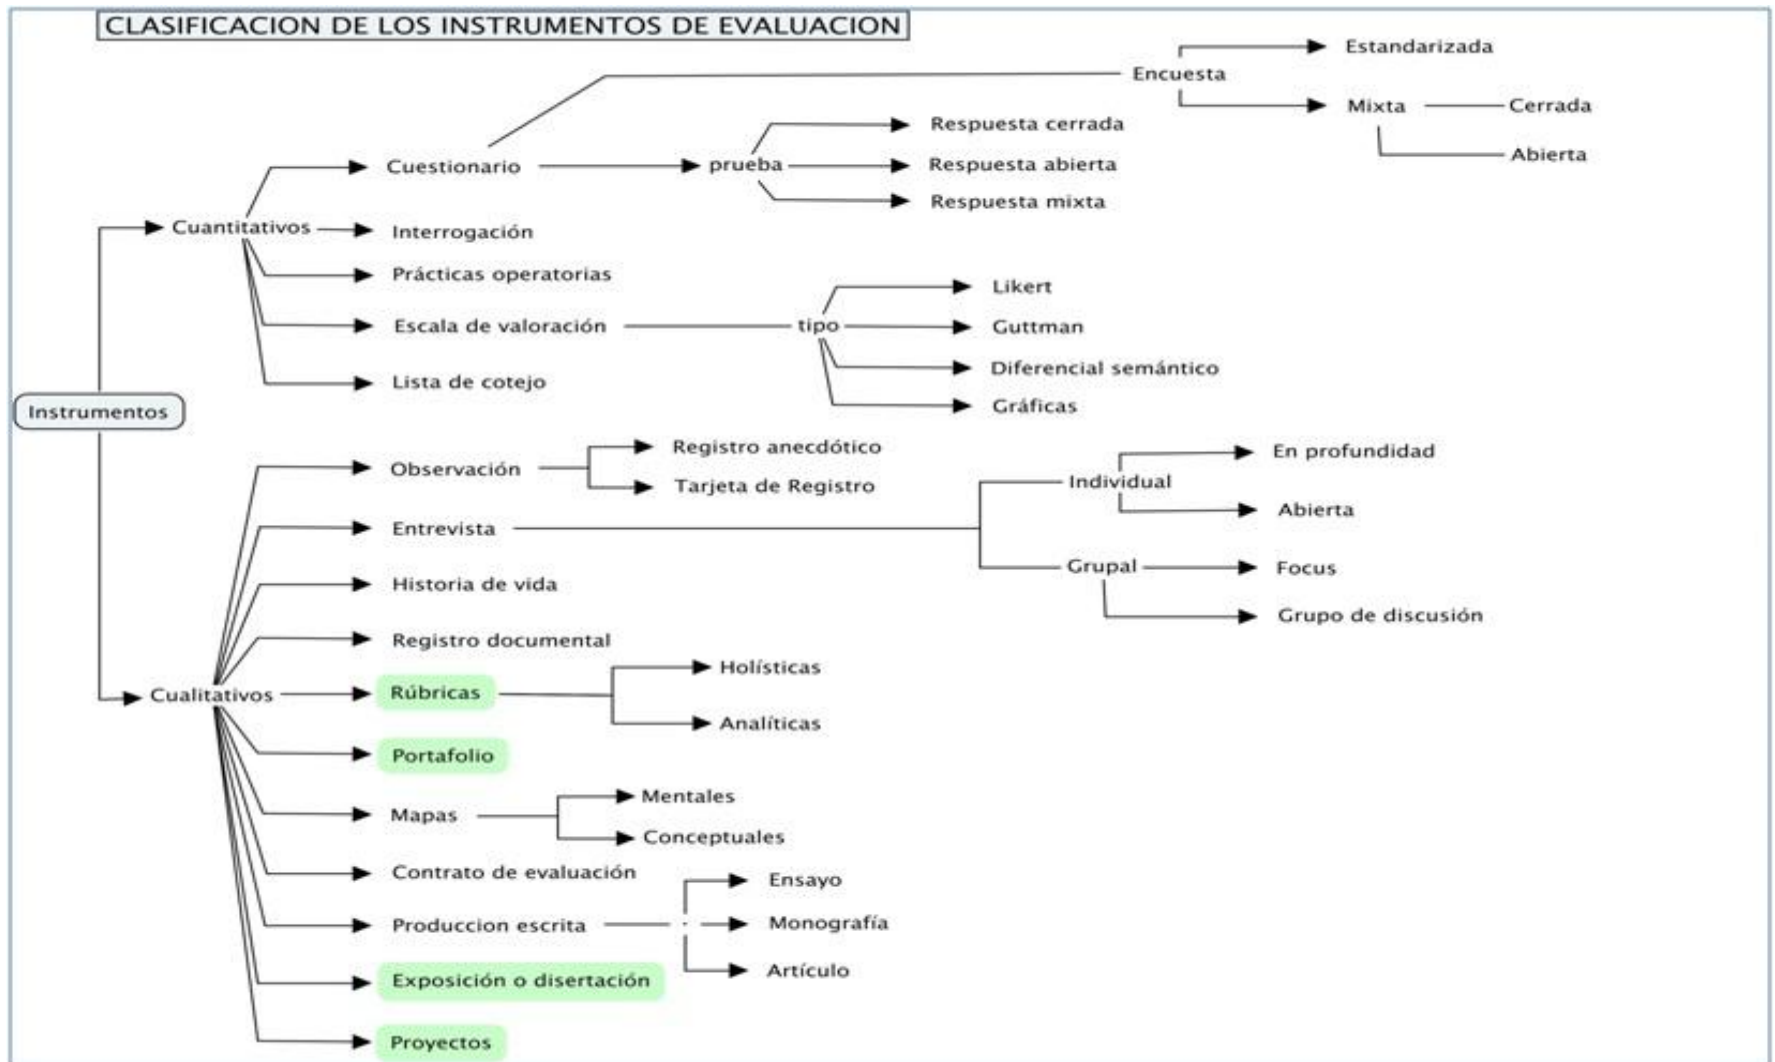 CLASIFICACION DE LOS INSTRUMENTOS DE EVALUACION
Instrumentos
Cuantitativos
Cuestionario
Encuesta
Estandarizada
Mixta
Cerrada
Abierta
prueba
Respuesta cerrada
Respuesta abierta
Respuesta mixta
Interrogación
Prácticas operatorias
Escala de valoración
tipo
Likert
Guttman
Diferencial semántico
Gráficas
Lista de cotejo
Cualitativos
Observación
Registro anecdótico
Tarjeta de Registro
Entrevista
Individual
En profundidad
Abierta
Grupal
Focus
Grupo de discusión
Historia de vida
Registro documental
Rúbricas
Holísticas
Analíticas
Portafolio
Mapas
Mentales
Conceptuales
Contrato de evaluación
Produccion escrita
Ensayo
Monografía
Artículo
Exposición o disertación
Proyectos